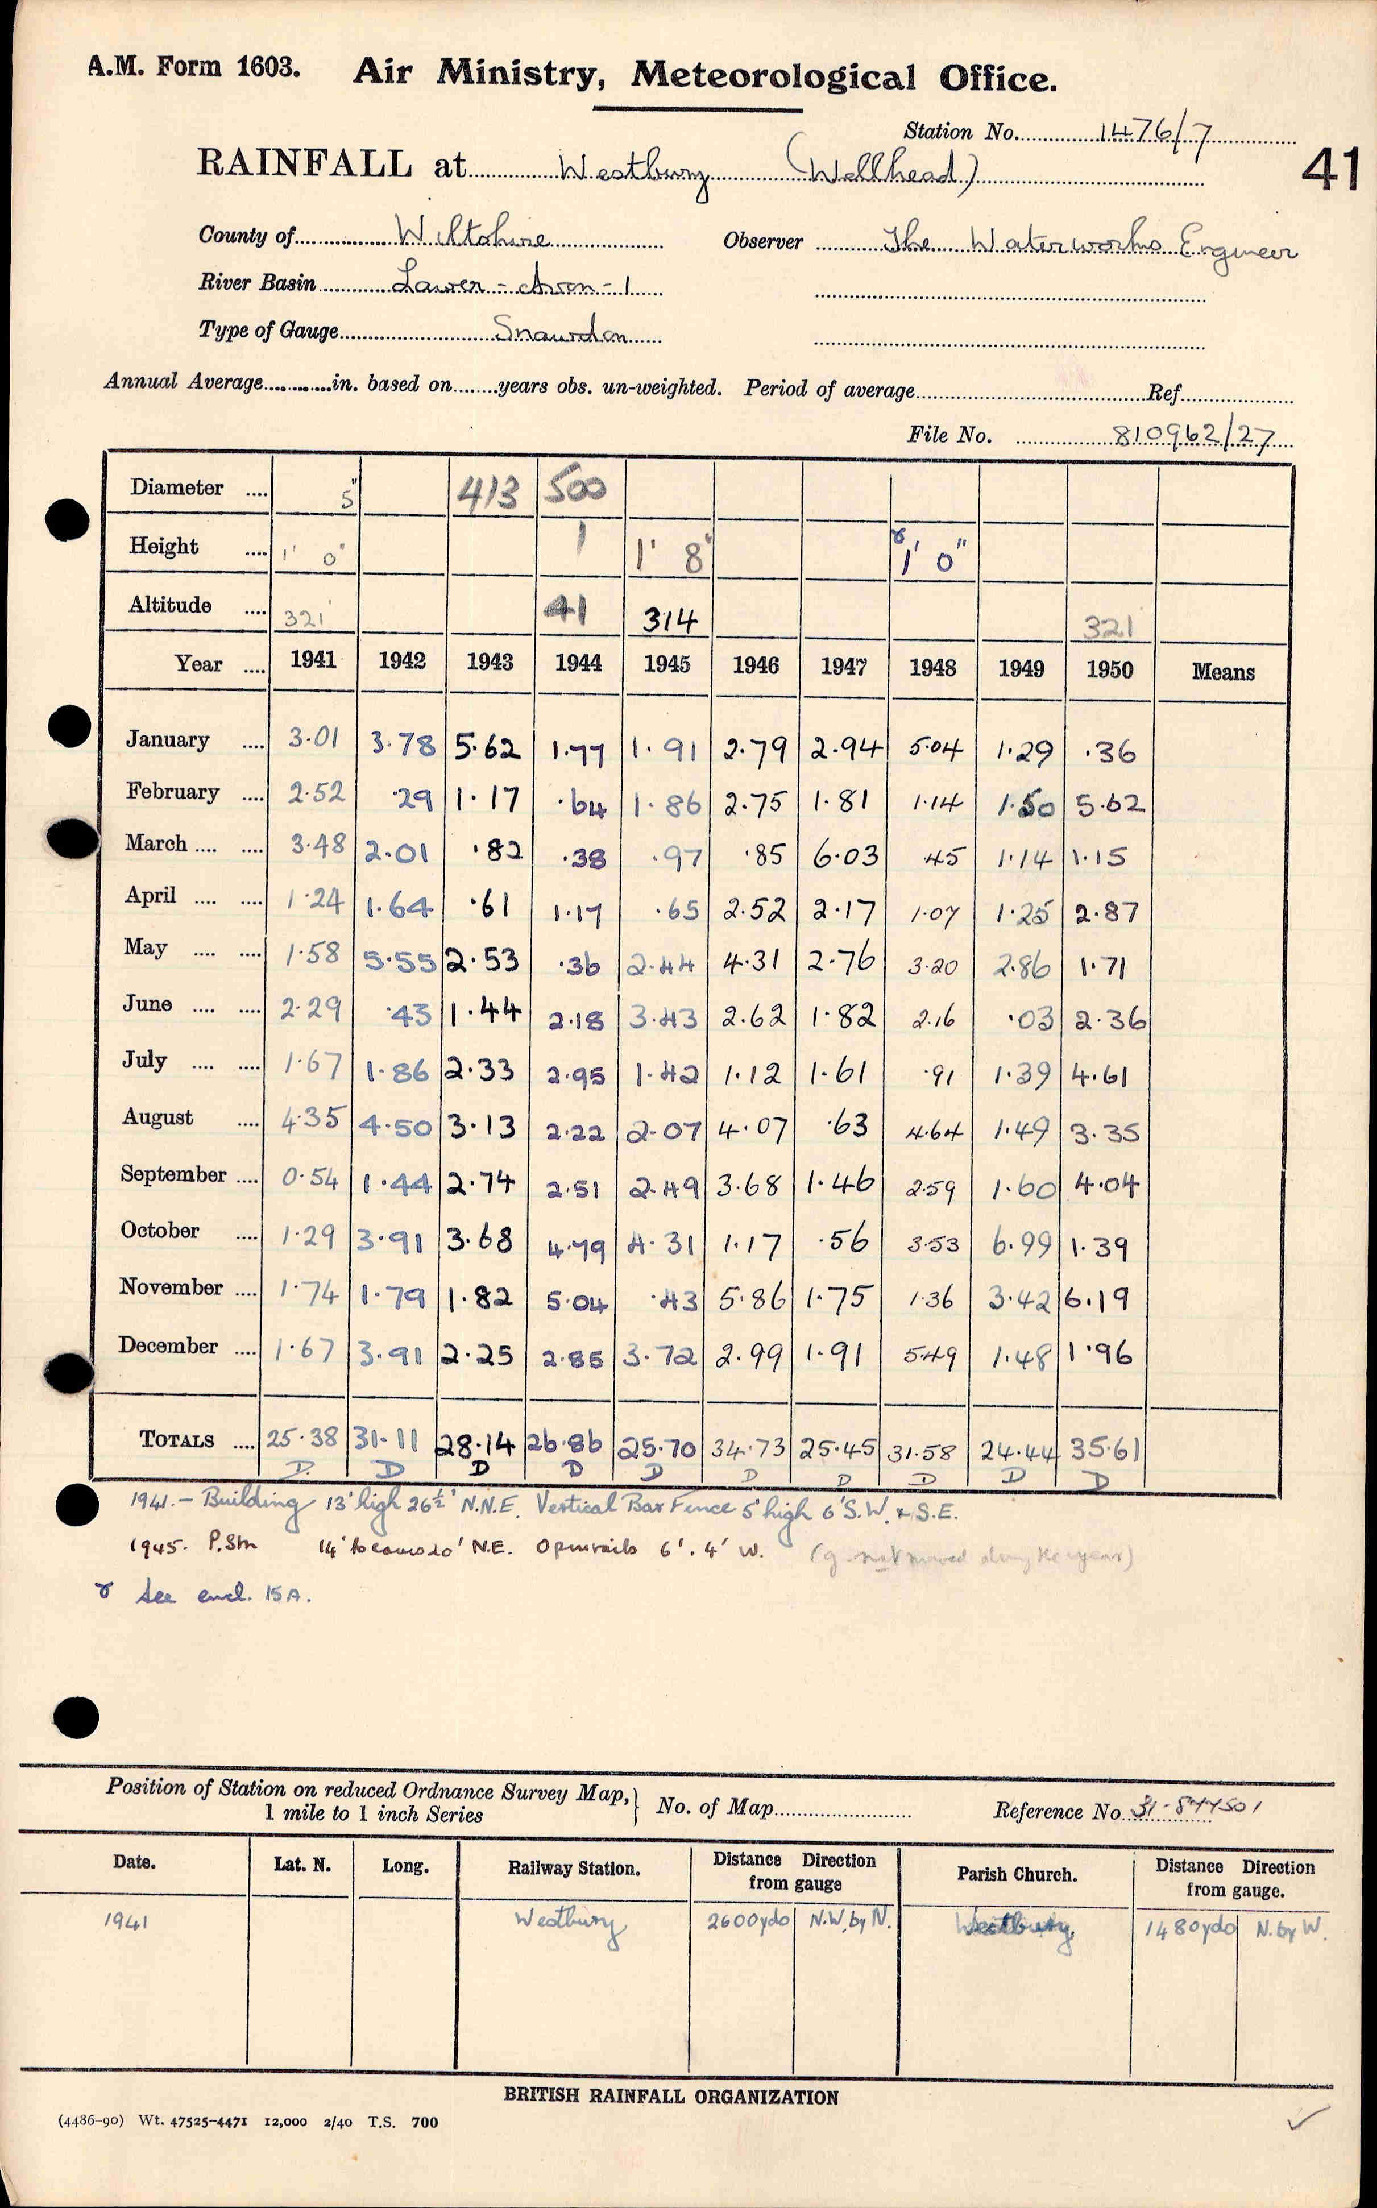 A.M. Form 1603. Air Ministry, Meteorological Office.
Station No. 1476/7
41
RAINFALL at Westbury (Wellhead)
County of Wiltshire Observer The Waterworks Engineer
River Basin Lower-Avon-1
Type of Gauge Snowdon
Annual Average in. based on years obs. un-weighted. Period of average Ref.
File No. 810962/27
Diameter 5" 413 500
Height 1' 0" 1 1' 8" 1' 0"
Altitude 321' 41 314 321
Year 1941 1942 1943 1944 1945 1946 1947 1948 1949 1950 Means
January 3.01 3.78 5.62 1.77 1.91 2.79 2.94 5.04 1.29 .36
February 2.52 .29 1.17 .64 1.86 2.75 1.81 1.14 1.50 5.62
March 3.48 2.01 .82 .38 .97 .85 6.03 .45 1.14 1.15
April 1.24 1.64 .61 1.17 .65 2.52 2.17 1.07 1.25 2.87
May 1.58 5.55 2.53 .36 2.44 4.31 2.76 3.20 2.86 1.71
June 2.29 .43 1.44 2.18 3.43 2.62 1.82 2.16 .03 2.36
July 1.67 1.86 2.33 2.95 1.42 1.12 1.61 .91 1.39 4.61
August 4.35 4.50 3.13 2.22 2.07 4.07 .63 4.64 1.49 3.35
September 0.54 1.44 2.74 2.51 2.49 3.68 1.46 2.59 1.60 4.04
October 1.29 3.91 3.68 4.79 4.31 1.17 .56 3.53 6.99 1.39
November 1.74 1.79 1.82 5.04 .43 5.86 1.75 1.36 3.42 6.19
December 1.67 3.91 2.25 2.85 3.72 2.99 1.91 5.49 1.48 1.96
TOTALS 25.38 31.11 28.14 26.86 25.70 34.73 25.45 31.58 24.44 35.61
D. D D D D D D D D D
1941.- Building 13' high 26½' N.N.E. Vertical Bar Fence 5' high 6' S.W. & S.E.
1945. P.Stn 14' 20' N.E. Open rails 6'. 4' W. (g. not moved during the year)
See encl. 15A.
Position of Station on reduced Ordnance Survey Map,
1 mile to 1 inch Series
No. of Map Reference No. 31-877501
Date. Lat. N. Long. Railway Station. Distance Direction from gauge Parish Church. Distance Direction from gauge.
1941 Westbury 2600yds N.W. by N. Westbury 1480yds N. by W.
BRITISH RAINFALL ORGANIZATION
(4486-90) Wt. 47525-4471 12,000 2/40 T.S. 700